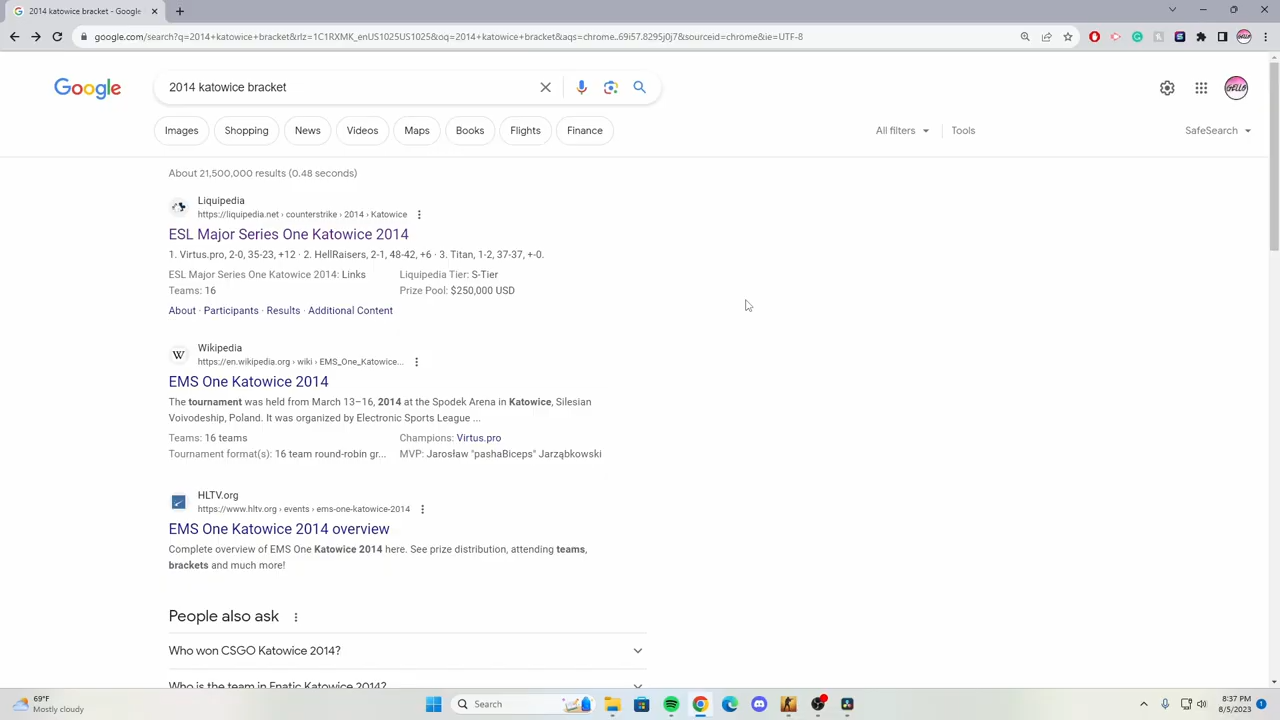 2014 katowice bracket - Google
google.com/search?q=2014+katowice+bracket&rlz=1C1RXMK_enUS1025US1025&oq=2014+katowice+bracket&aqs=chrome..69i57.8295j0j7&sourceid=chrome&ie=UTF-8
Google
2014 katowice bracket
Images
Shopping
News
Videos
Maps
Books
Flights
Finance
All filters
Tools
SafeSearch
About 21,500,000 results (0.48 seconds)
Liquipedia
https://liquipedia.net › counterstrike › 2014 › Katowice
ESL Major Series One Katowice 2014
1. Virtus.pro, 2-0, 35-23, +12 · 2. HellRaisers, 2-1, 48-42, +6 · 3. Titan, 1-2, 37-37, +-0.
ESL Major Series One Katowice 2014: Links
Liquipedia Tier: S-Tier
Teams: 16
Prize Pool: $250,000 USD
About · Participants · Results · Additional Content
Wikipedia
https://en.wikipedia.org › wiki › EMS_One_Katowice...
EMS One Katowice 2014
The tournament was held from March 13–16, 2014 at the Spodek Arena in Katowice, Silesian
Voivodeship, Poland. It was organized by Electronic Sports League ...
Teams: 16 teams
Champions: Virtus.pro
Tournament format(s): 16 team round-robin gr...
MVP: Jarosław "pashaBiceps" Jarząbkowski
HLTV.org
https://www.hltv.org › events › ems-one-katowice-2014
EMS One Katowice 2014 overview
Complete overview of EMS One Katowice 2014 here. See prize distribution, attending teams,
brackets and much more!
People also ask
Who won CSGO Katowice 2014?
Who is the team in Fnatic Katowice 2014?
69°F
Mostly cloudy
Search
8:37 PM
8/5/2023